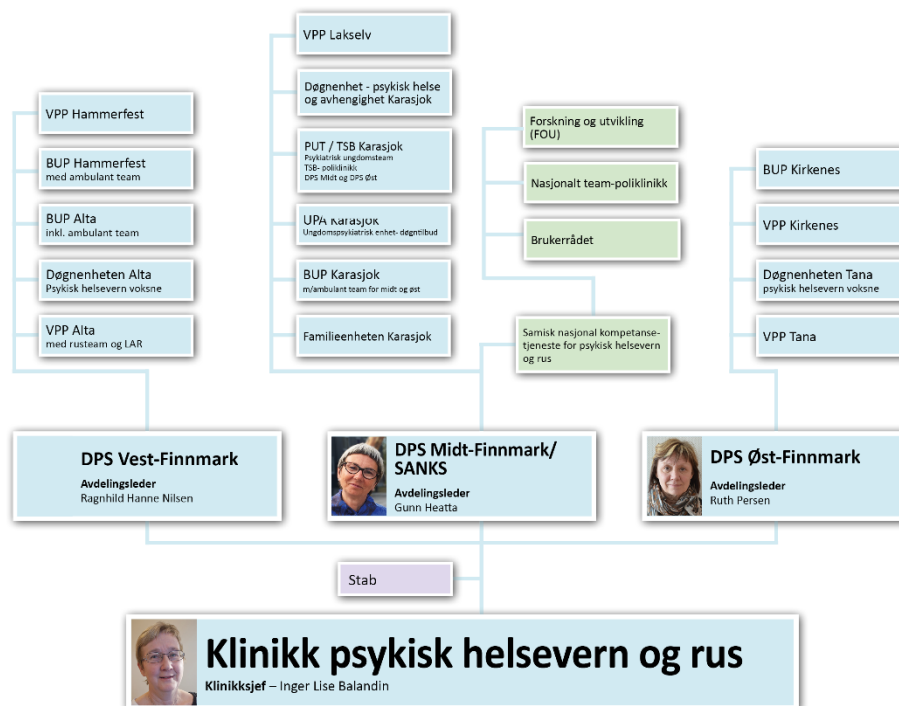 VPP Lakselv
Døgnenhet - psykisk helse
og avhengighet Karasjok
PUT / TSB Karasjok
Psykiatrisk ungdomsteam
TSB- poliklinikk
DPS Midt og DPS Øst
UPA Karasjok
Ungdomspsykiatrisk enhet- døgntilbud
BUP Karasjok
m/ambulant team for midt og øst
Familieenheten Karasjok
VPP Hammerfest
BUP Hammerfest
med ambulant team
BUP Alta
inkl. ambulant team
Døgnenheten Alta
Psykisk helsevern voksne
VPP Alta
med rusteam og LAR
Forskning og utvikling
(FOU)
Nasjonalt team-poliklinikk
Brukerrådet
Samisk nasjonal kompetanse-
tjeneste for psykisk helsevern
og rus
BUP Kirkenes
VPP Kirkenes
Døgnenheten Tana
psykisk helsevern voksne
VPP Tana
DPS Vest-Finnmark
Avdelingsleder
Ragnhild Hanne Nilsen
DPS Midt-Finnmark/
SANKS
Avdelingsleder
Gunn Heatta
DPS Øst-Finnmark
Avdelingsleder
Ruth Persen
Stab
Klinikk psykisk helsevern og rus
Klinikksjef – Inger Lise Balandin